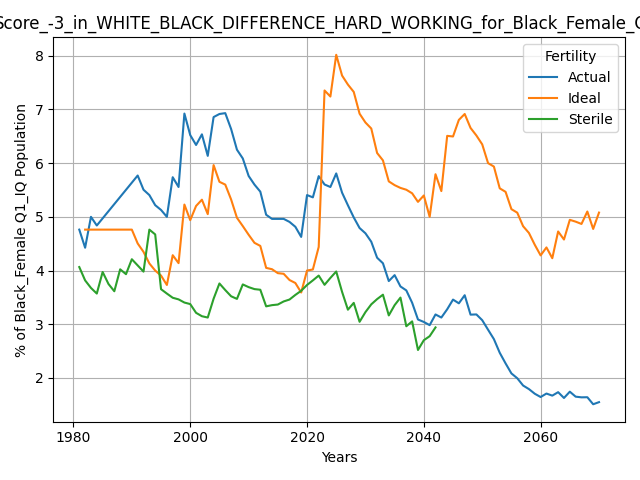 Score_-3_in_WHITE_BLACK_DIFFERENCE_HARD_WORKING_for_Black_Female_Q
Fertility
Actual
Ideal
Sterile
% of Black_Female Q1_IQ Population
8
7
6
5
4
3
2
1980
2000
2020
2040
2060
Years